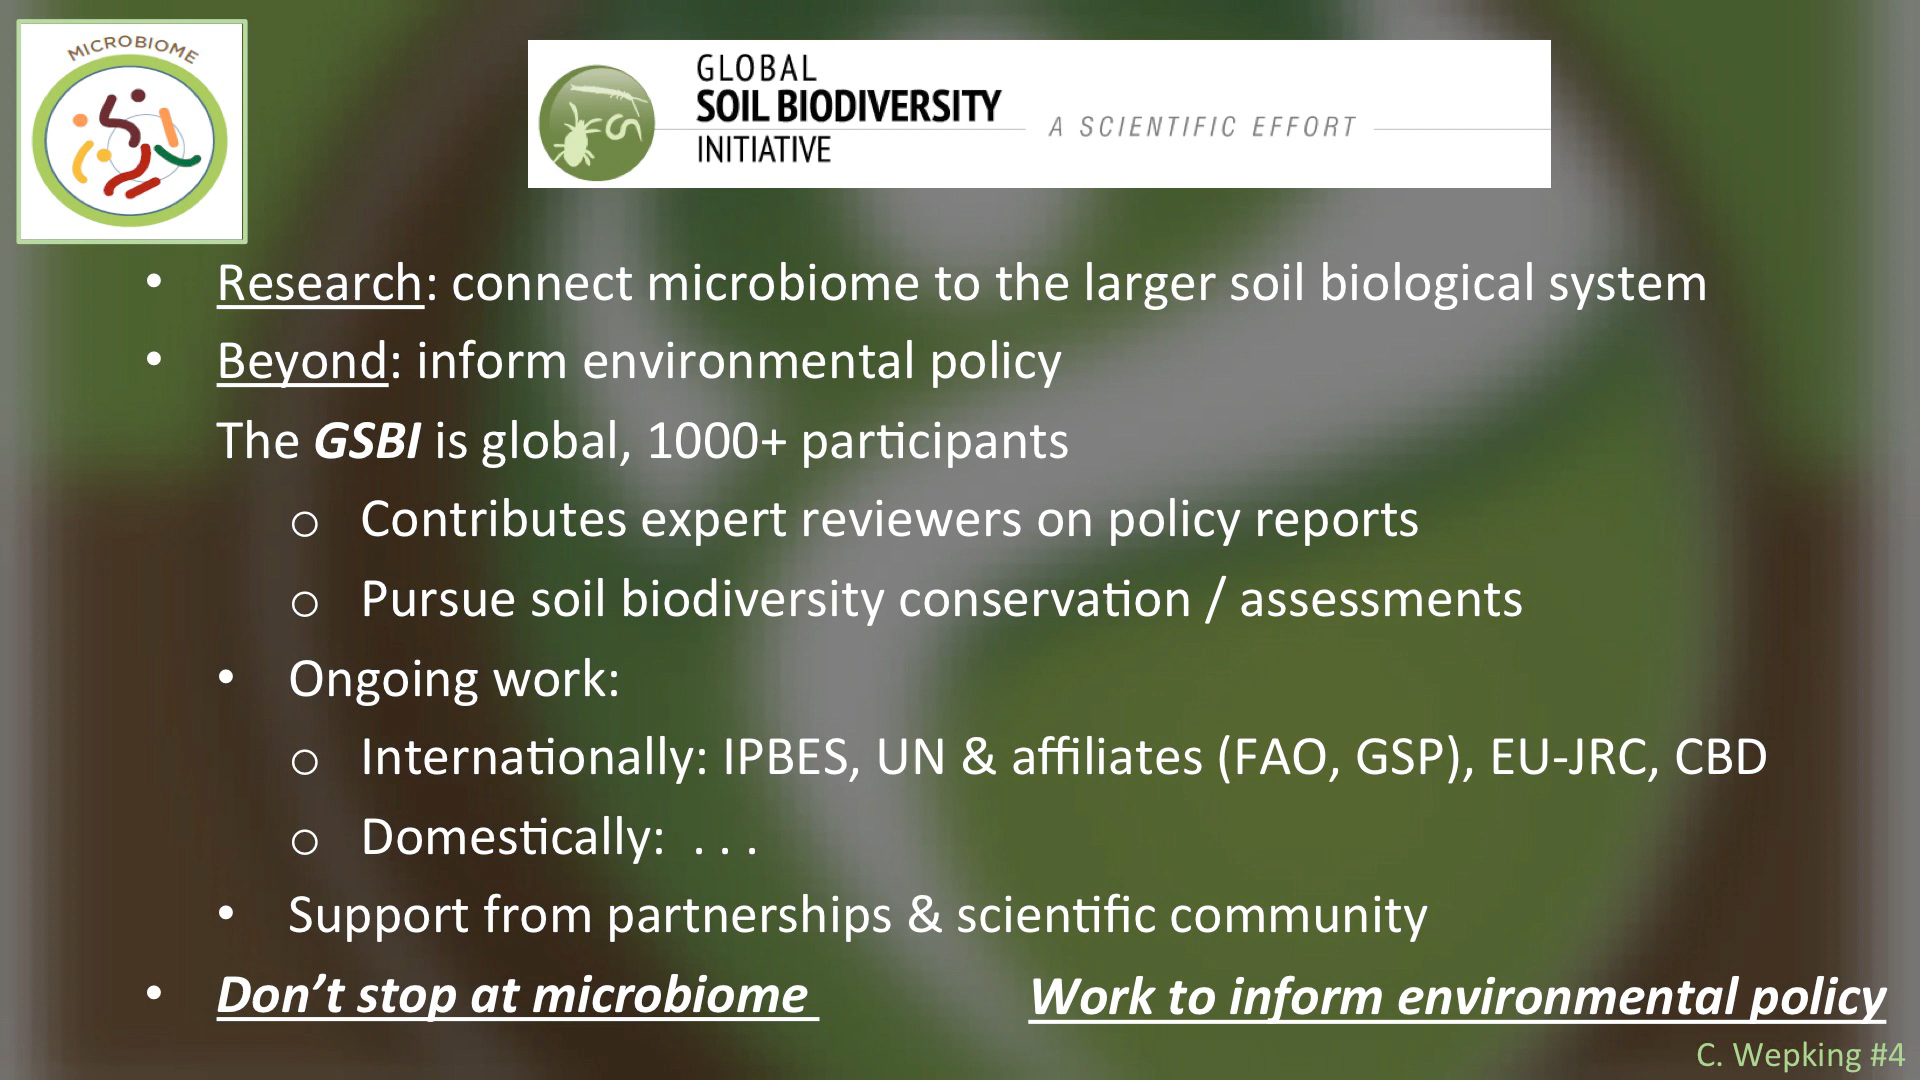 MICROBIOME
GLOBAL
SOIL BIODIVERSITY
INITIATIVE
A SCIENTIFIC EFFORT
• Research: connect microbiome to the larger soil biological system
• Beyond: inform environmental policy
The GSBI is global, 1000+ participants
o Contributes expert reviewers on policy reports
o Pursue soil biodiversity conservation / assessments
• Ongoing work:
o Internationally: IPBES, UN & affiliates (FAO, GSP), EU-JRC, CBD
o Domestically: . . .
• Support from partnerships & scientific community
• Don't stop at microbiome Work to inform environmental policy
C. Wepking #4